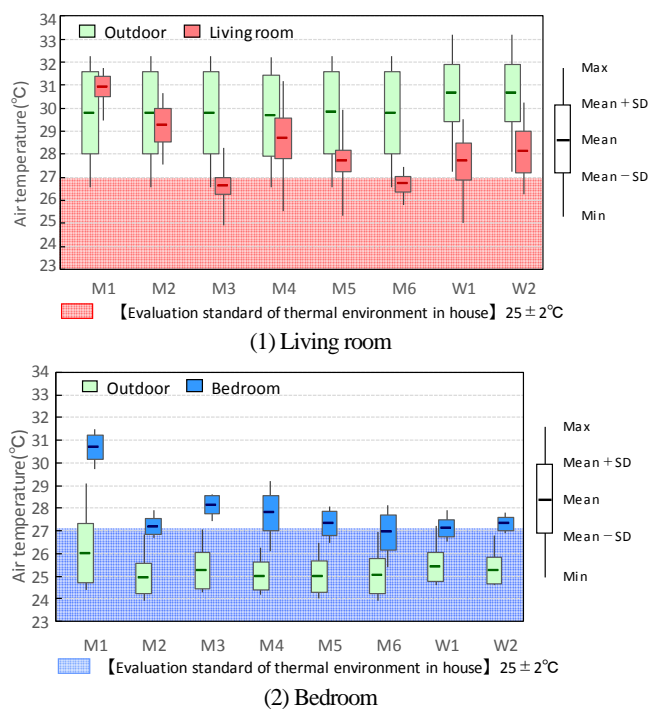 34
33
32
31
30
29
28
27
26
25
24
23
Air temperature(℃)
Outdoor Living room
M1 M2 M3 M4 M5 M6 W1 W2
Max
Mean+SD
Mean
Mean−SD
Min
【Evaluation standard of thermal environment in house】25±2℃
(1) Living room
34
33
32
31
30
29
28
27
26
25
24
23
Air temperature(℃)
Outdoor Bedroom
M1 M2 M3 M4 M5 M6 W1 W2
Max
Mean+SD
Mean
Mean−SD
Min
【Evaluation standard of thermal environment in house】25±2℃
(2) Bedroom